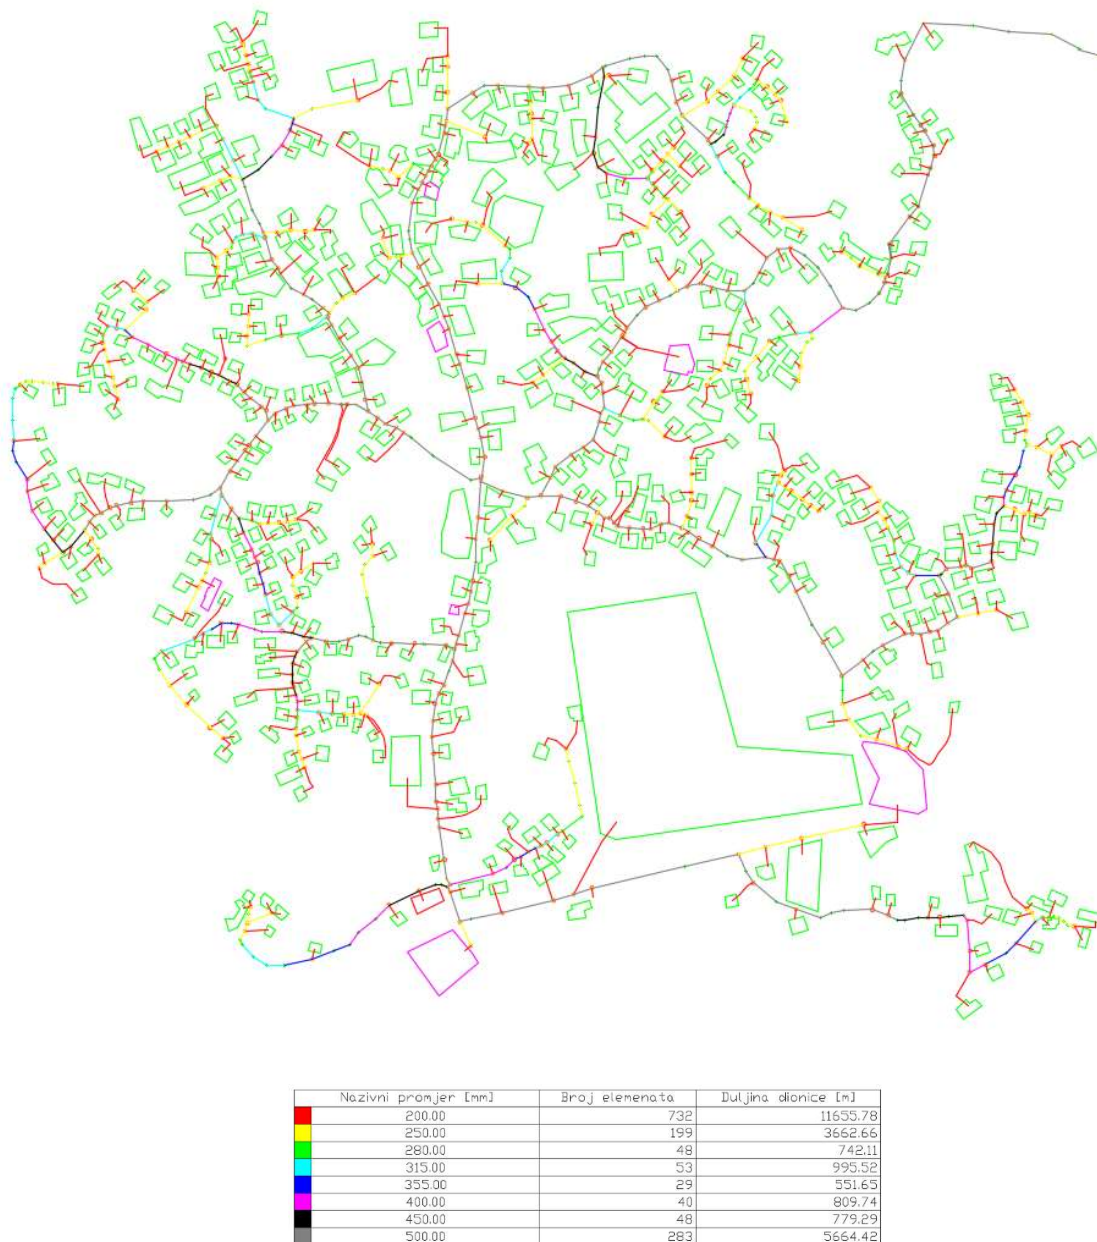 Nazivni promjer [mm] Broj elemenata Duljina dionice [m]
200.00 732 11655.78
250.00 199 3662.66
280.00 48 742.11
315.00 53 995.52
355.00 29 551.65
400.00 40 809.74
450.00 48 779.29
500.00 283 5664.42